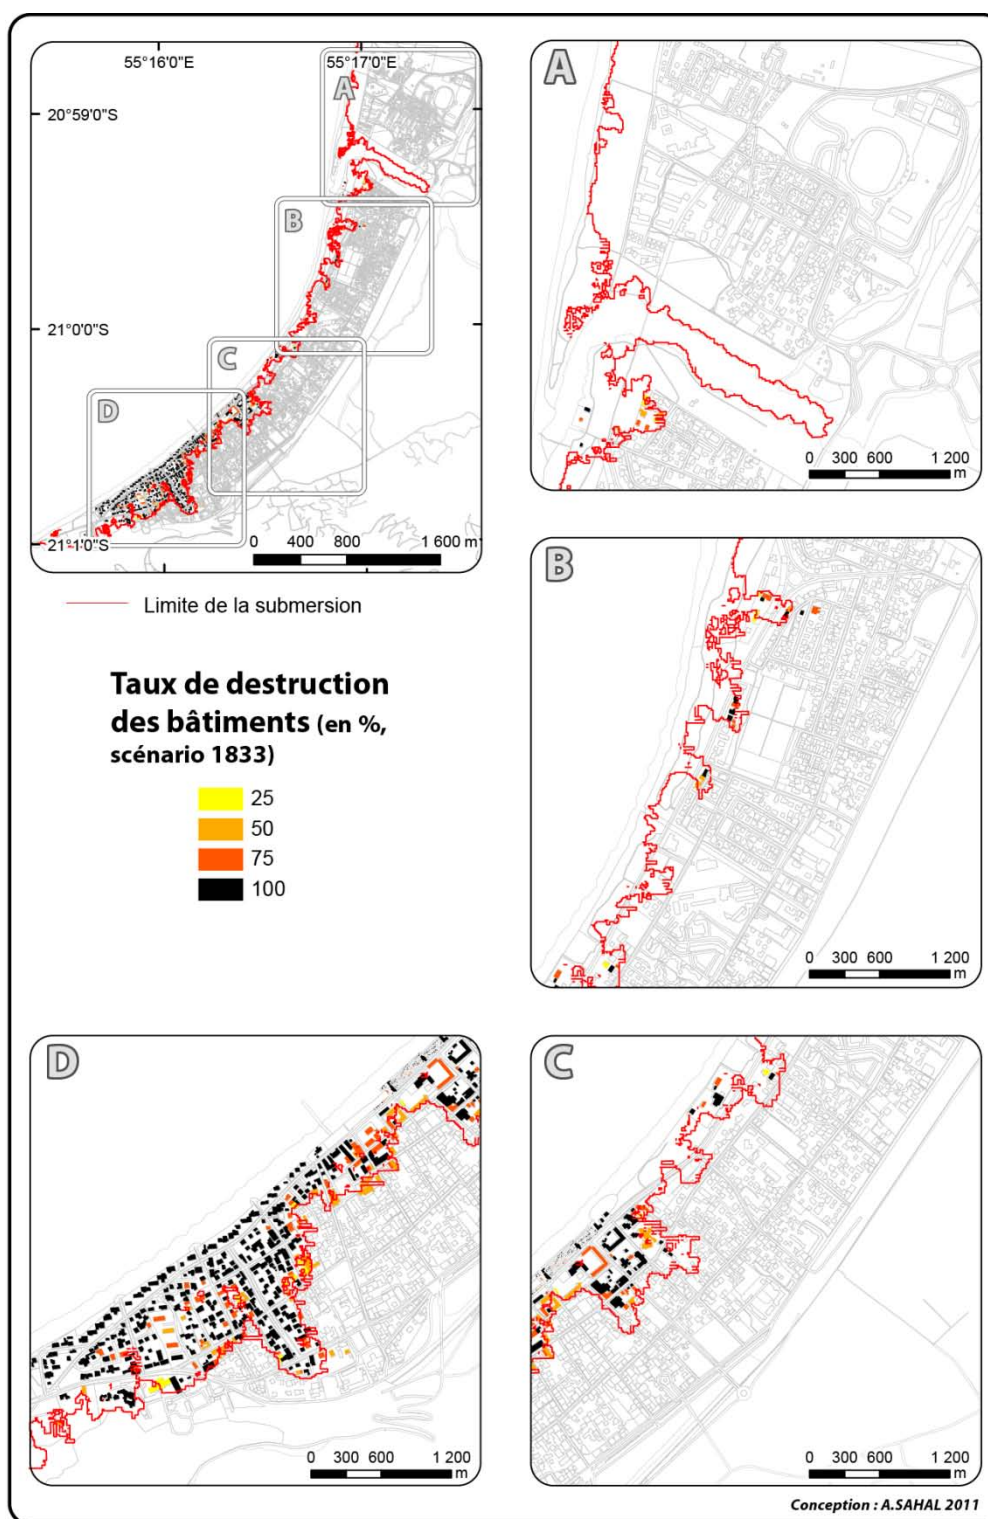 55°16'0"E
55°17'0"E
20°59'0"S
21°0'0"S
21°1'0"S
A
B
C
D
0 400 800 1 600 m
Limite de la submersion
Taux de destruction
des bâtiments (en %,
scénario 1833)
25
50
75
100
A
0 300 600 1 200
m
B
0 300 600 1 200
m
D
0 300 600 1 200
m
C
0 300 600 1 200
m
Conception : A.SAHAL 2011